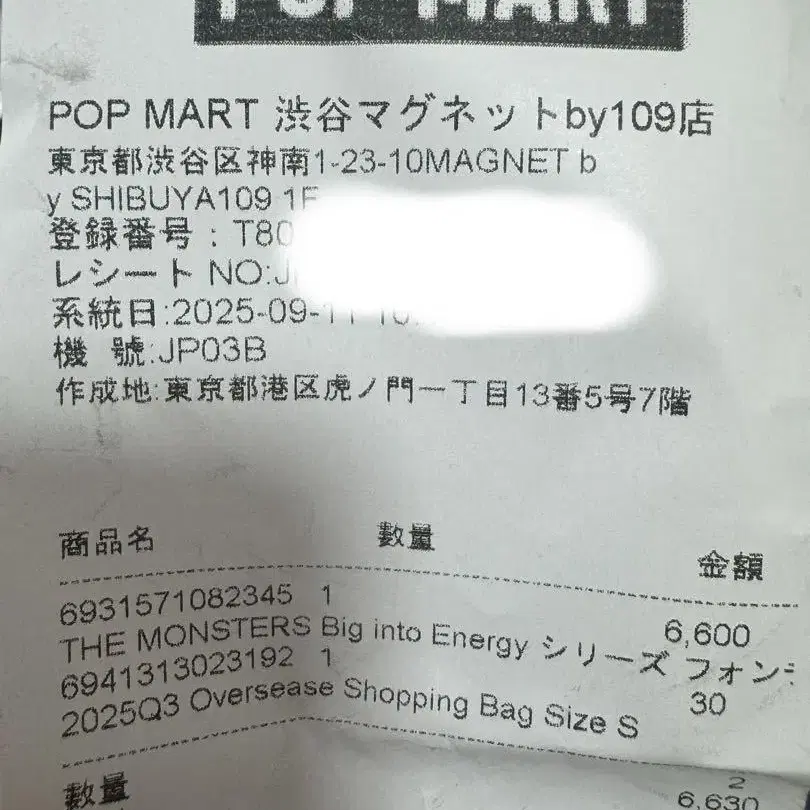 POP MART
POP MART 渋谷マグネットby109店
東京都渋谷区神南1-23-10MAGNET b
y SHIBUYA109 1F
登録番号：T80
レシート NO:J
系統日:2025-09-11
機 號:JP03B
作成地:東京都港区虎ノ門一丁目13番5号7階
商品名 數量 金額
6931571082345 1 6,600
THE MONSTERS Big into Energy シリーズ フォン
6941313023192 1 30
2025Q3 Oversease Shopping Bag Size S
數量 2
6,630